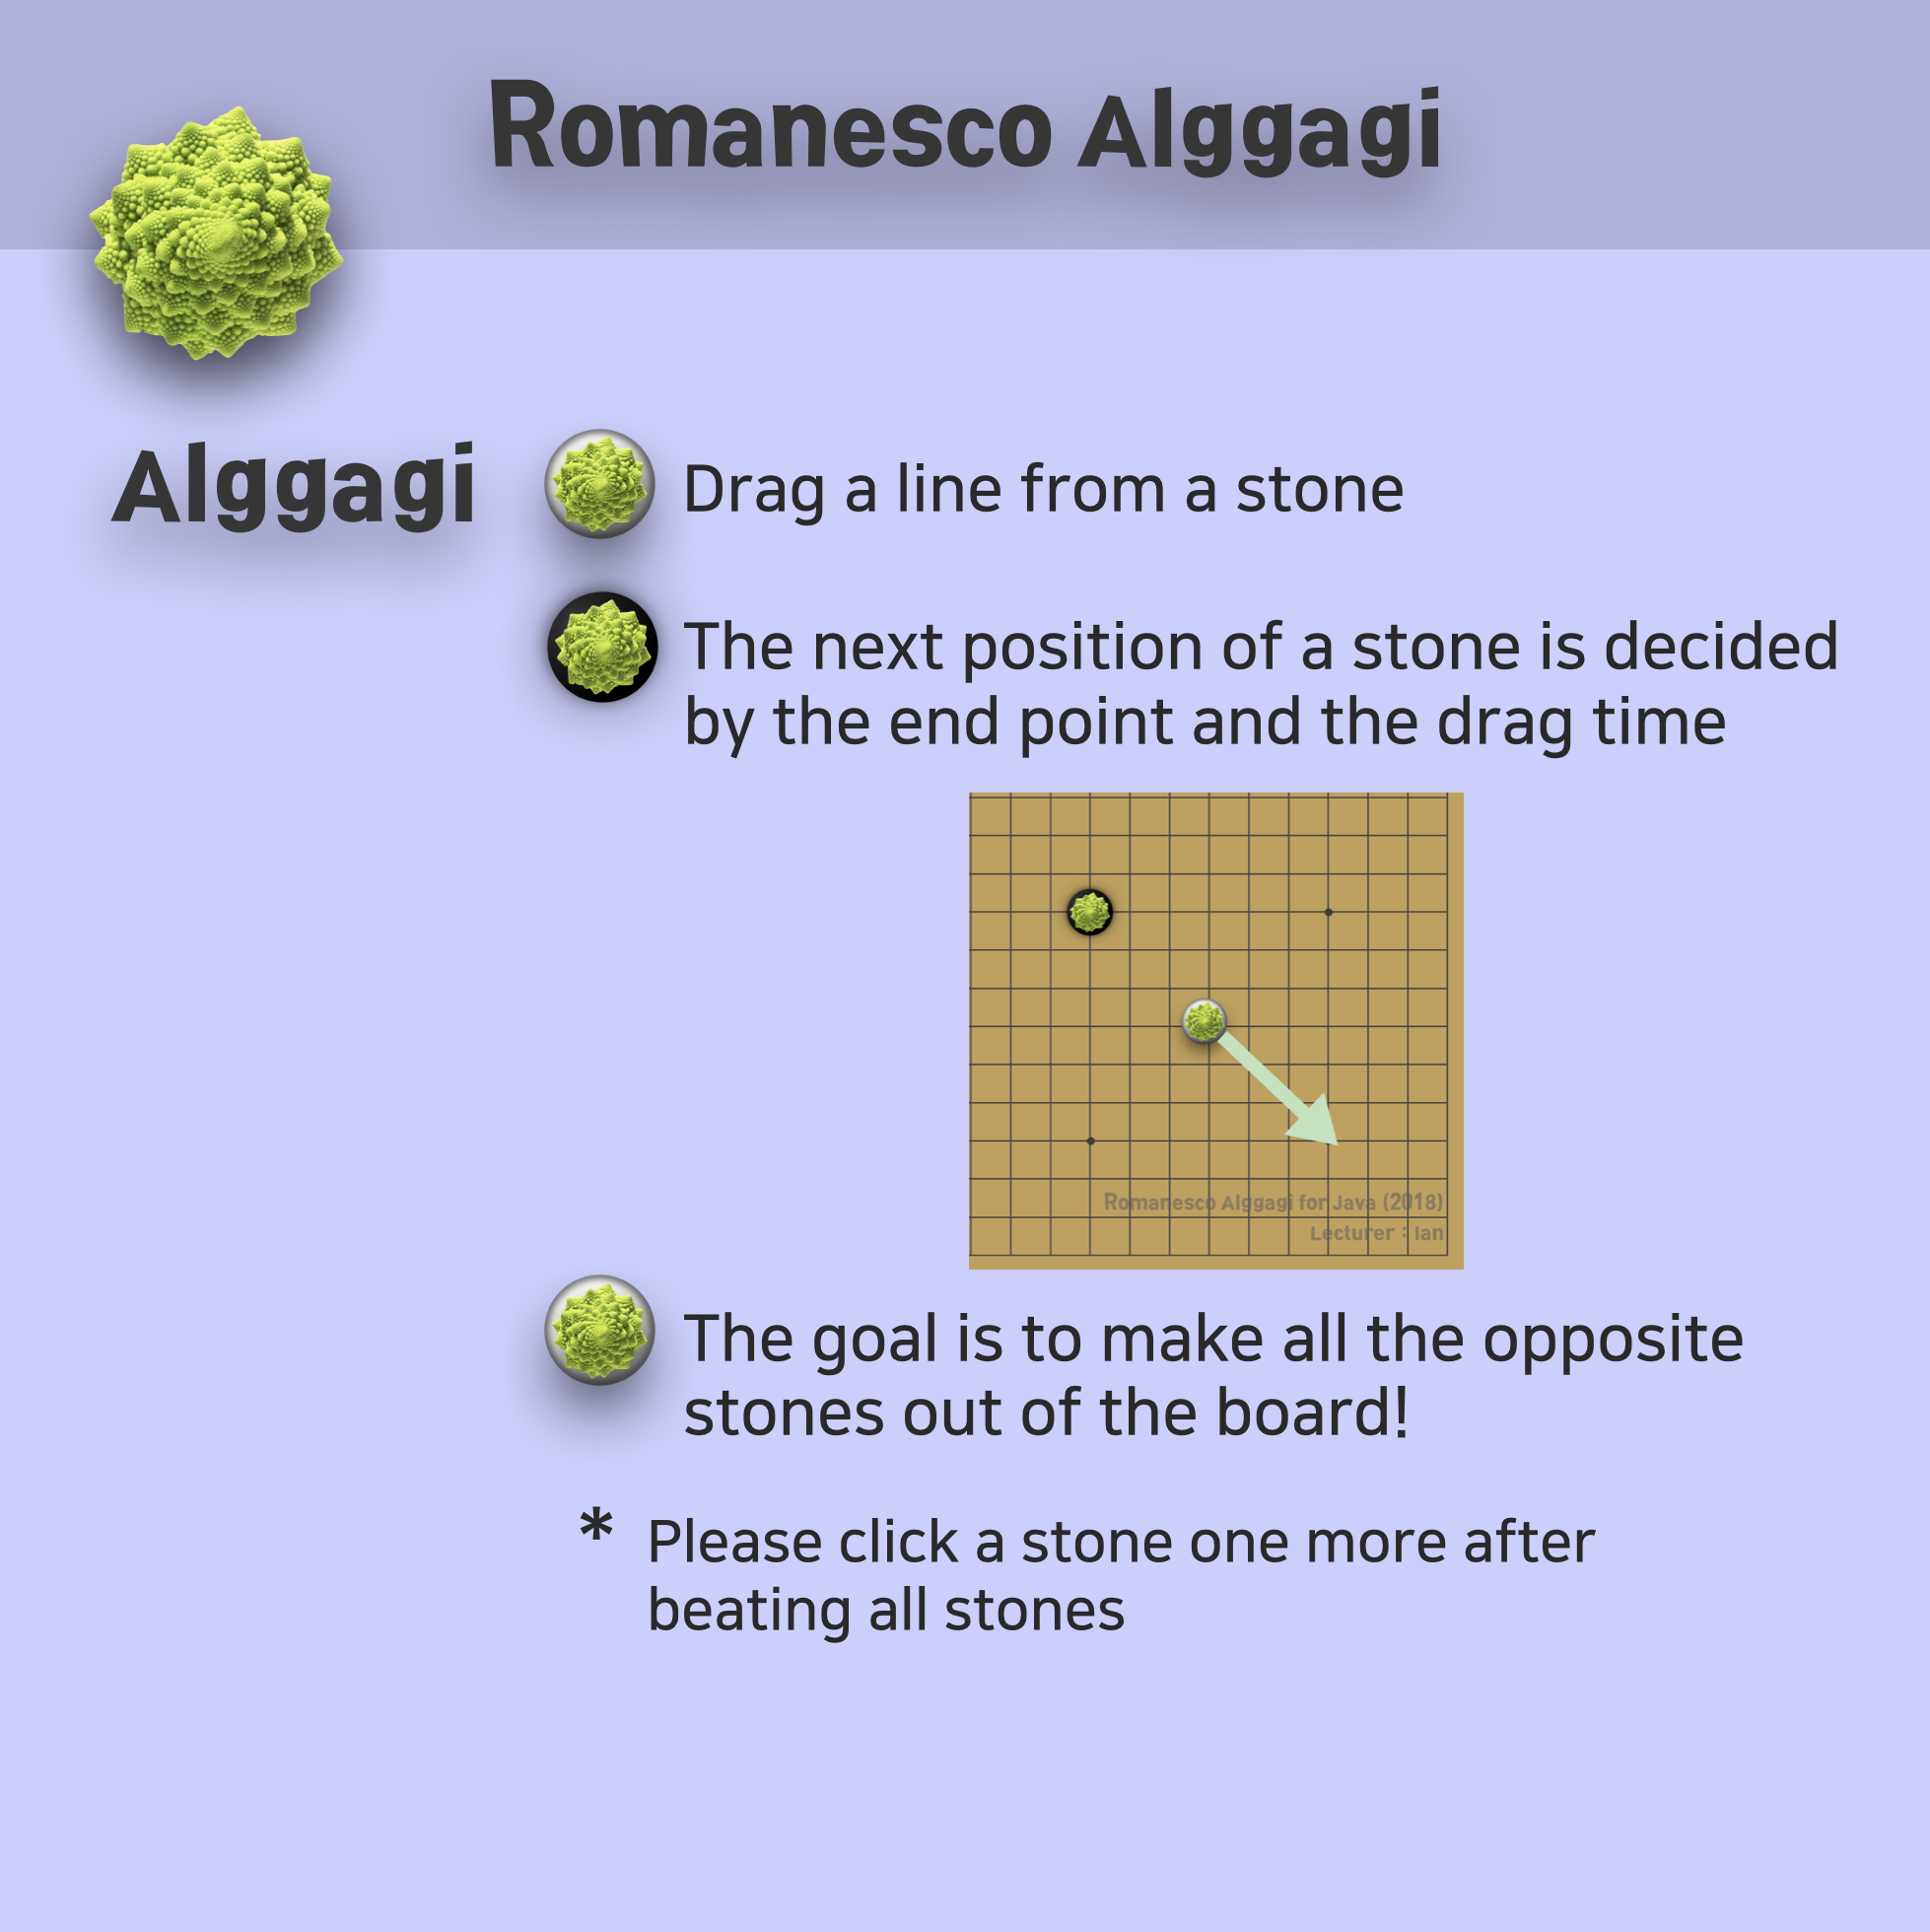 Romanesco Alggagi
Alggagi
Drag a line from a stone
The next position of a stone is decided
by the end point and the drag time
Romanesco Alggagi for Java (2018)
Lecturer : Ian
The goal is to make all the opposite
stones out of the board!
* Please click a stone one more after
beating all stones